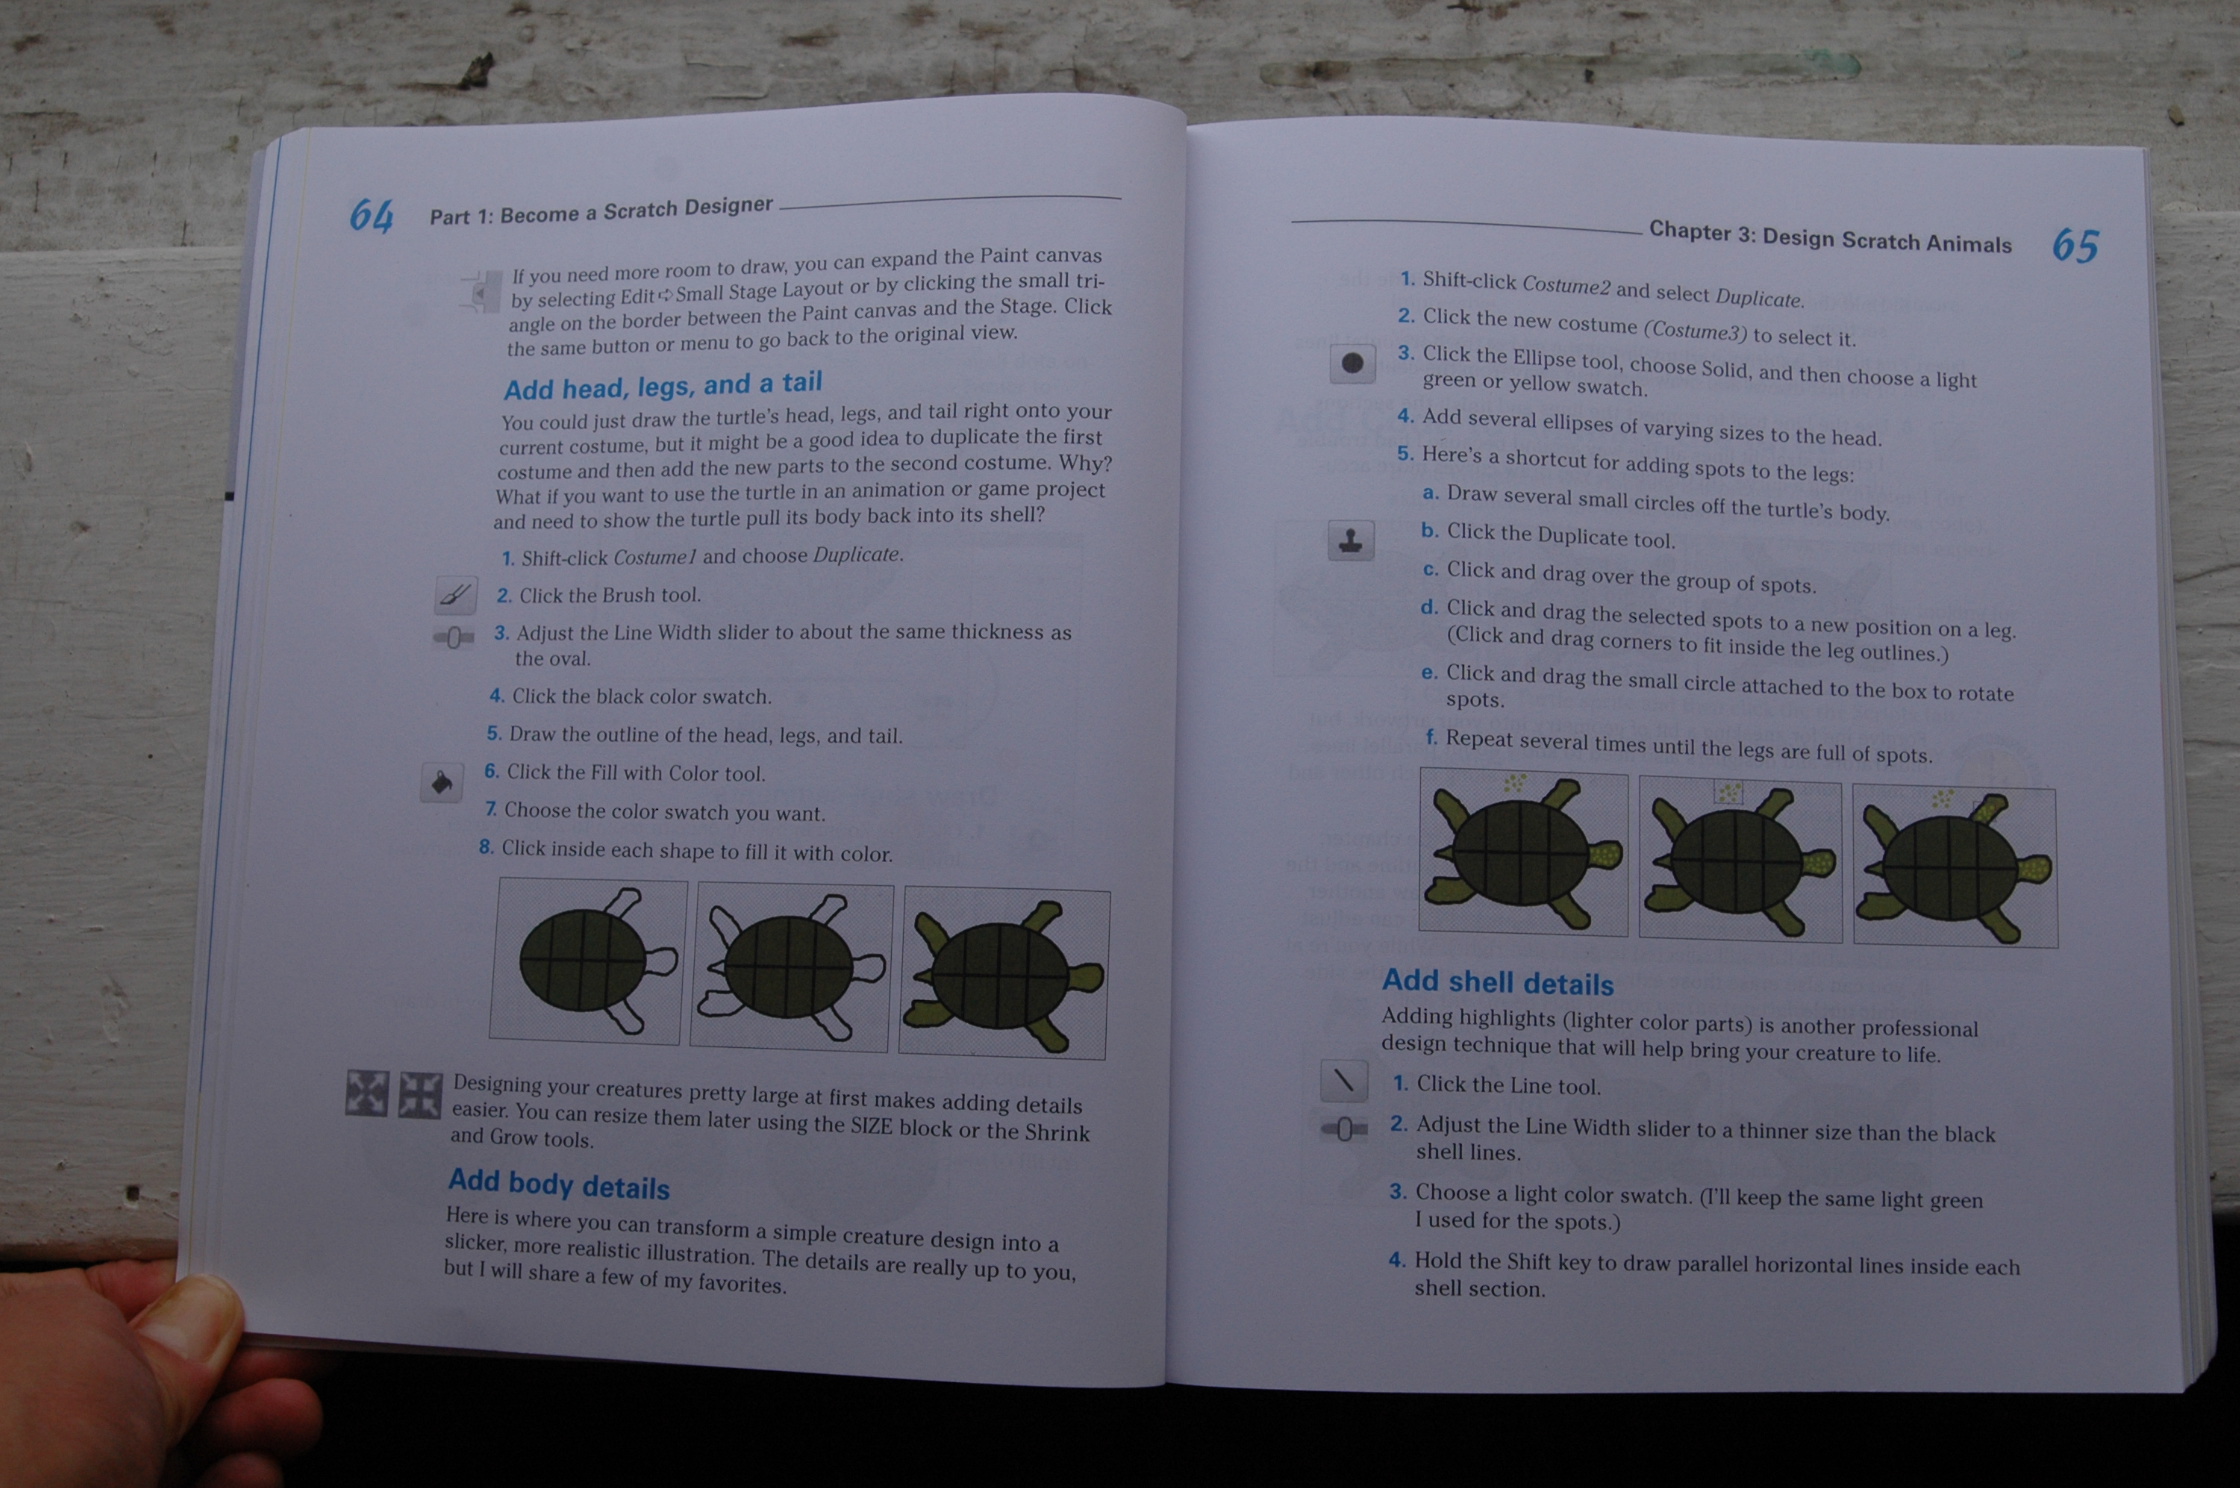 64 Part 1: Become a Scratch Designer
If you need more room to draw, you can expand the Paint canvas
by selecting Edit➪Small Stage Layout or by clicking the small tri-
angle on the border between the Paint canvas and the Stage. Click
the same button or menu to go back to the original view.
Add head, legs, and a tail
You could just draw the turtle's head, legs, and tail right onto your
current costume, but it might be a good idea to duplicate the first
costume and then add the new parts to the second costume. Why?
What if you want to use the turtle in an animation or game project
and need to show the turtle pull its body back into its shell?
1. Shift-click Costume1 and choose Duplicate.
2. Click the Brush tool.
3. Adjust the Line Width slider to about the same thickness as
the oval.
4. Click the black color swatch.
5. Draw the outline of the head, legs, and tail.
6. Click the Fill with Color tool.
7. Choose the color swatch you want.
8. Click inside each shape to fill it with color.
Designing your creatures pretty large at first makes adding details
easier. You can resize them later using the SIZE block or the Shrink
and Grow tools.
Add body details
Here is where you can transform a simple creature design into a
slicker, more realistic illustration. The details are really up to you,
but I will share a few of my favorites.
Chapter 3: Design Scratch Animals 65
1. Shift-click Costume2 and select Duplicate.
2. Click the new costume (Costume3) to select it.
3. Click the Ellipse tool, choose Solid, and then choose a light
green or yellow swatch.
4. Add several ellipses of varying sizes to the head.
5. Here's a shortcut for adding spots to the legs:
a. Draw several small circles off the turtle's body.
b. Click the Duplicate tool.
c. Click and drag over the group of spots.
d. Click and drag the selected spots to a new position on a leg.
(Click and drag corners to fit inside the leg outlines.)
e. Click and drag the small circle attached to the box to rotate
spots.
f. Repeat several times until the legs are full of spots.
Add shell details
Adding highlights (lighter color parts) is another professional
design technique that will help bring your creature to life.
1. Click the Line tool.
2. Adjust the Line Width slider to a thinner size than the black
shell lines.
3. Choose a light color swatch. (I'll keep the same light green
I used for the spots.)
4. Hold the Shift key to draw parallel horizontal lines inside each
shell section.